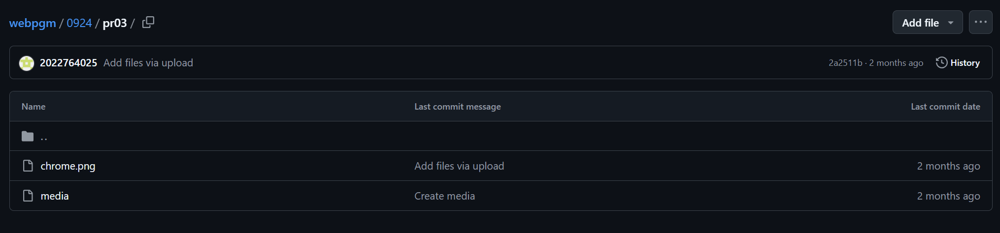 webpgm / 0924 / pr03 /
Add file
2022764025 Add files via upload 2a2511b · 2 months ago History
Name Last commit message Last commit date
..
chrome.png Add files via upload 2 months ago
media Create media 2 months ago